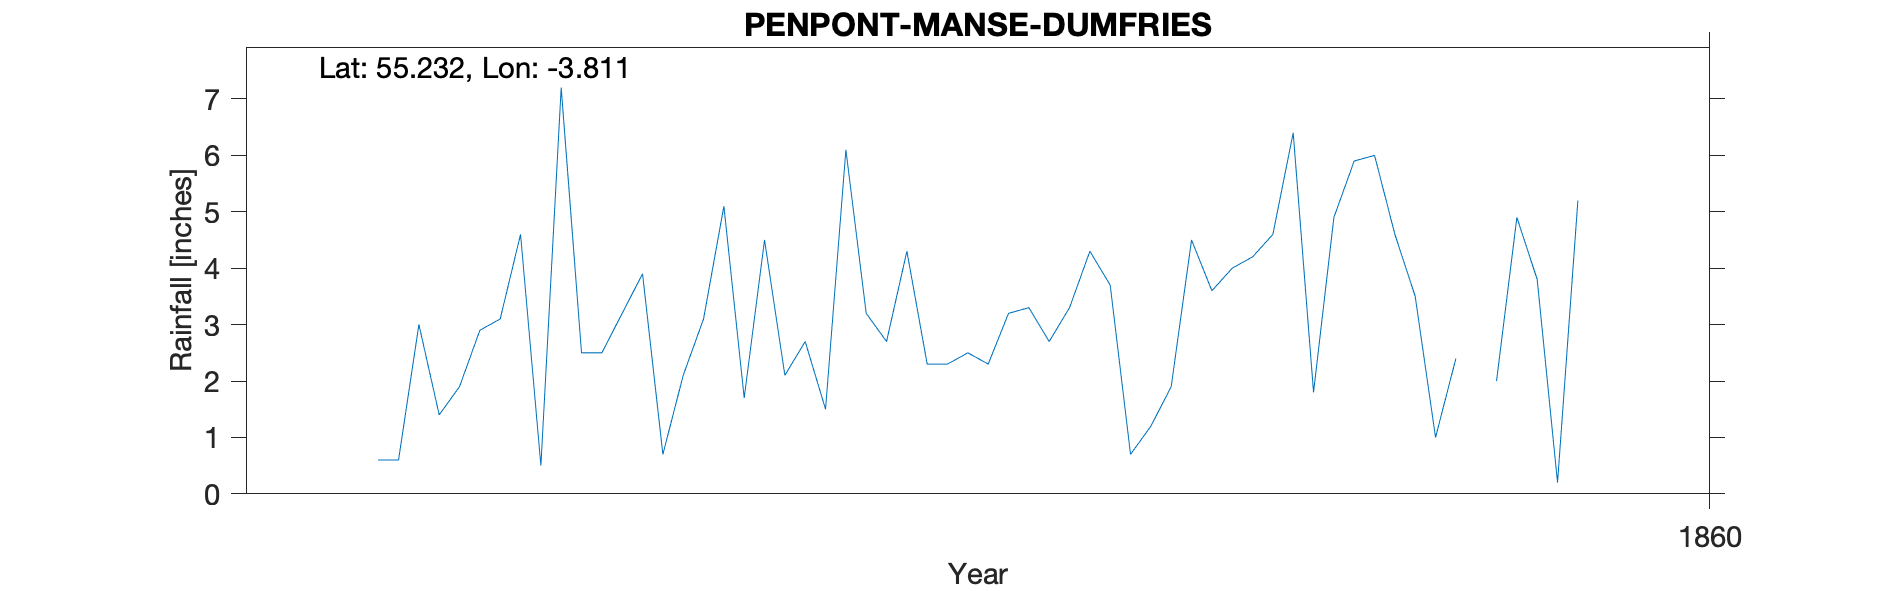 PENPONT-MANSE-DUMFRIES
Lat: 55.232, Lon: -3.811
7
6
5
4
3
2
1
0
Rainfall [inches]
1860
Year